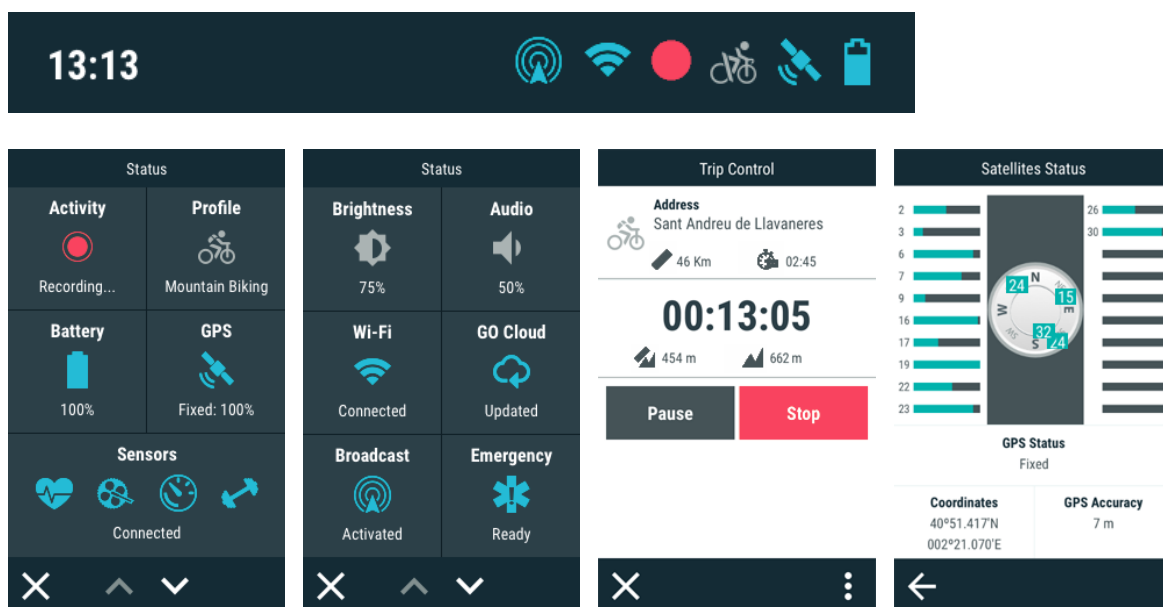 13:13
Status
Activity
Profile
Recording...
Mountain Biking
Battery
GPS
100%
Fixed: 100%
Sensors
Connected
Status
Brightness
Audio
75%
50%
Wi-Fi
GO Cloud
Connected
Updated
Broadcast
Emergency
Activated
Ready
Trip Control
Address
Sant Andreu de Llavaneres
46 Km
02:45
00:13:05
454 m
662 m
Pause
Stop
Satellites Status
2
3
6
7
9
16
17
19
22
23
26
30
N
24
15
W
E
SW
32
S
24
GPS Status
Fixed
Coordinates
GPS Accuracy
40º51.417'N
7 m
002º21.070'E